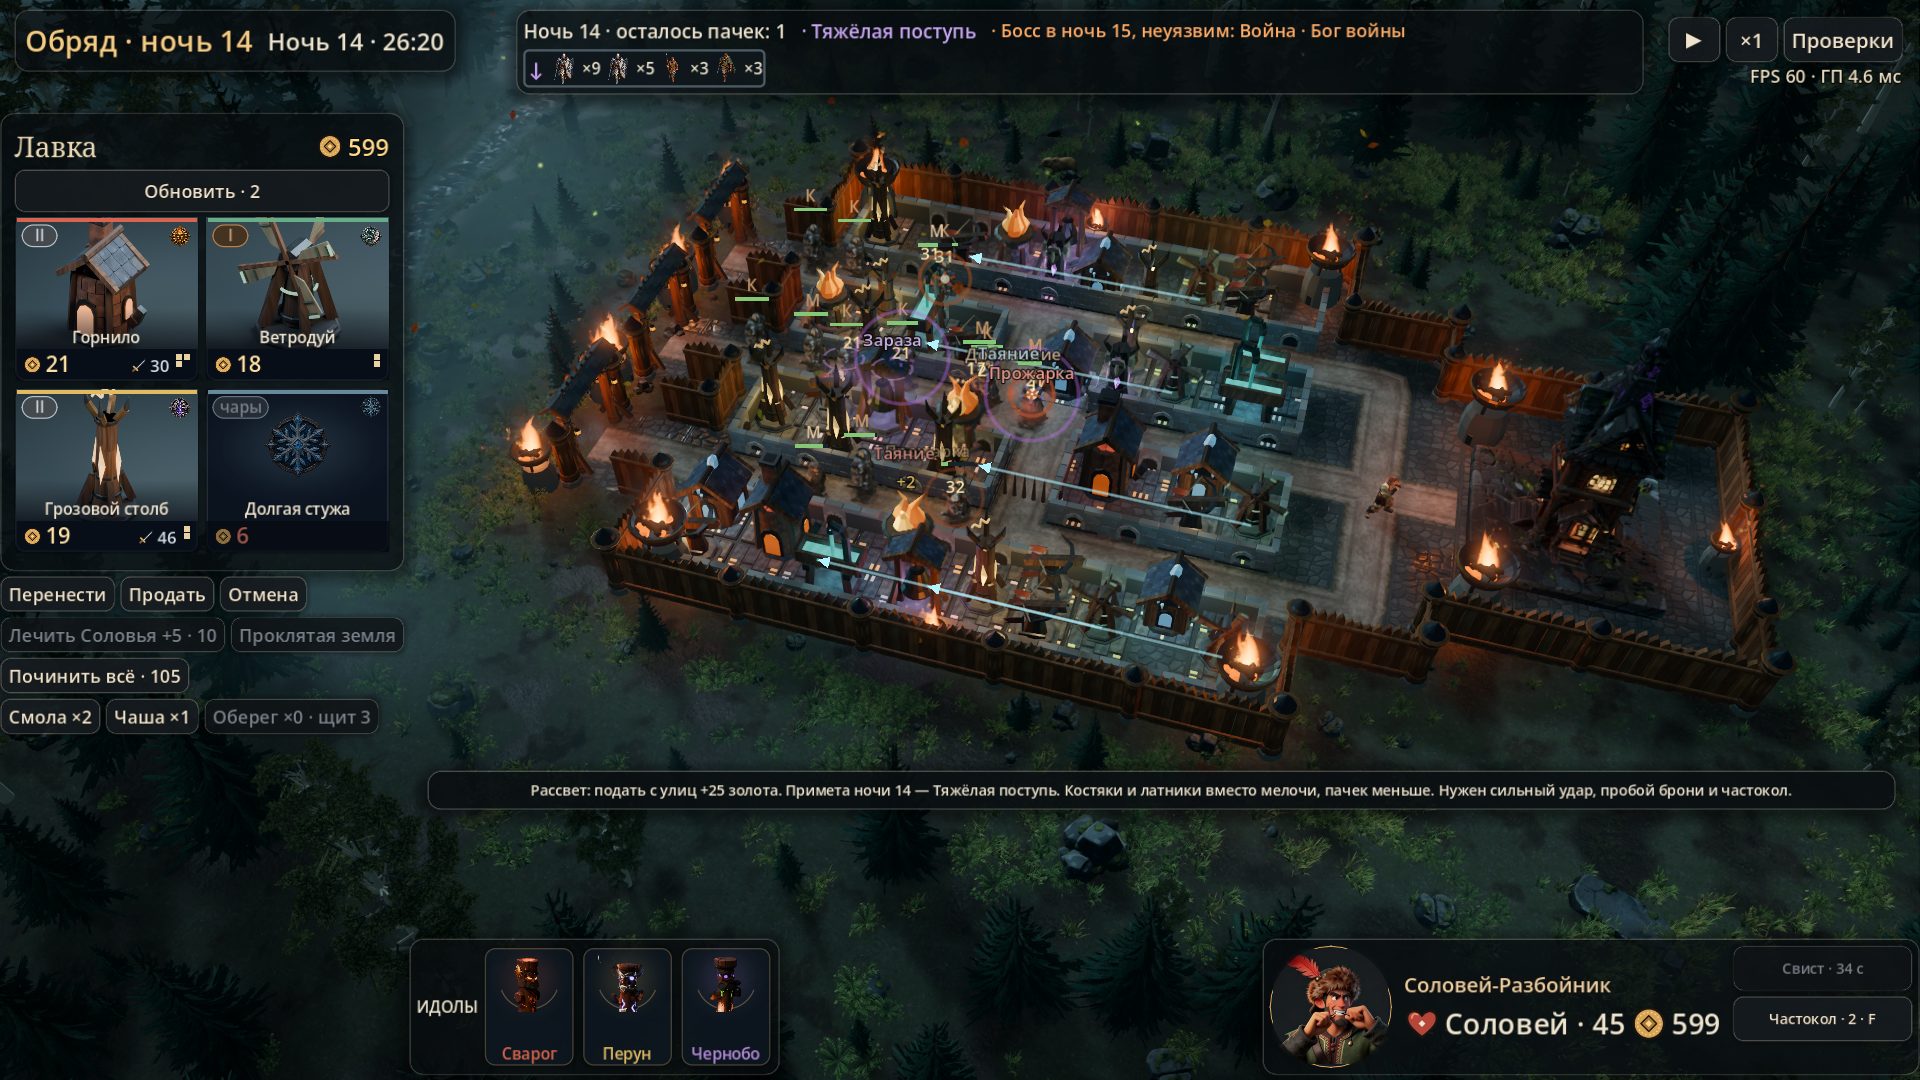 Обряд · ночь 14 Ночь 14 · 26:20
Ночь 14 · осталось пачек: 1 · Тяжёлая поступь · Босс в ночь 15, неуязвим: Война · Бог войны
×9 ×5 ×3 ×3
×1 Проверки
FPS 60 · ГП 4.6 мс
Лавка 599
Обновить · 2
II
Горнило
21 30
I
Ветродуй
18
II
Грозовой столб
19 46
чары
Долгая стужа
6
Перенести Продать Отмена
Лечить Соловья +5 · 10 Проклятая земля
Починить всё · 105
Смола ×2 Чаша ×1 Оберег ×0 · щит 3
K
K
K
M
K
K
M
M
M
M
Зараза
21
21
Таяние
Прожарка
Таяние
+2
32
Рассвет: подать с улиц +25 золота. Примета ночи 14 — Тяжёлая поступь. Костяки и латники вместо мелочи, пачек меньше. Нужен сильный удар, пробой брони и частокол.
ИДОЛЫ
Сварог
Перун
Чернобо
Соловей-Разбойник
Соловей · 45 599
Свист · 34 с
Частокол · 2 · F